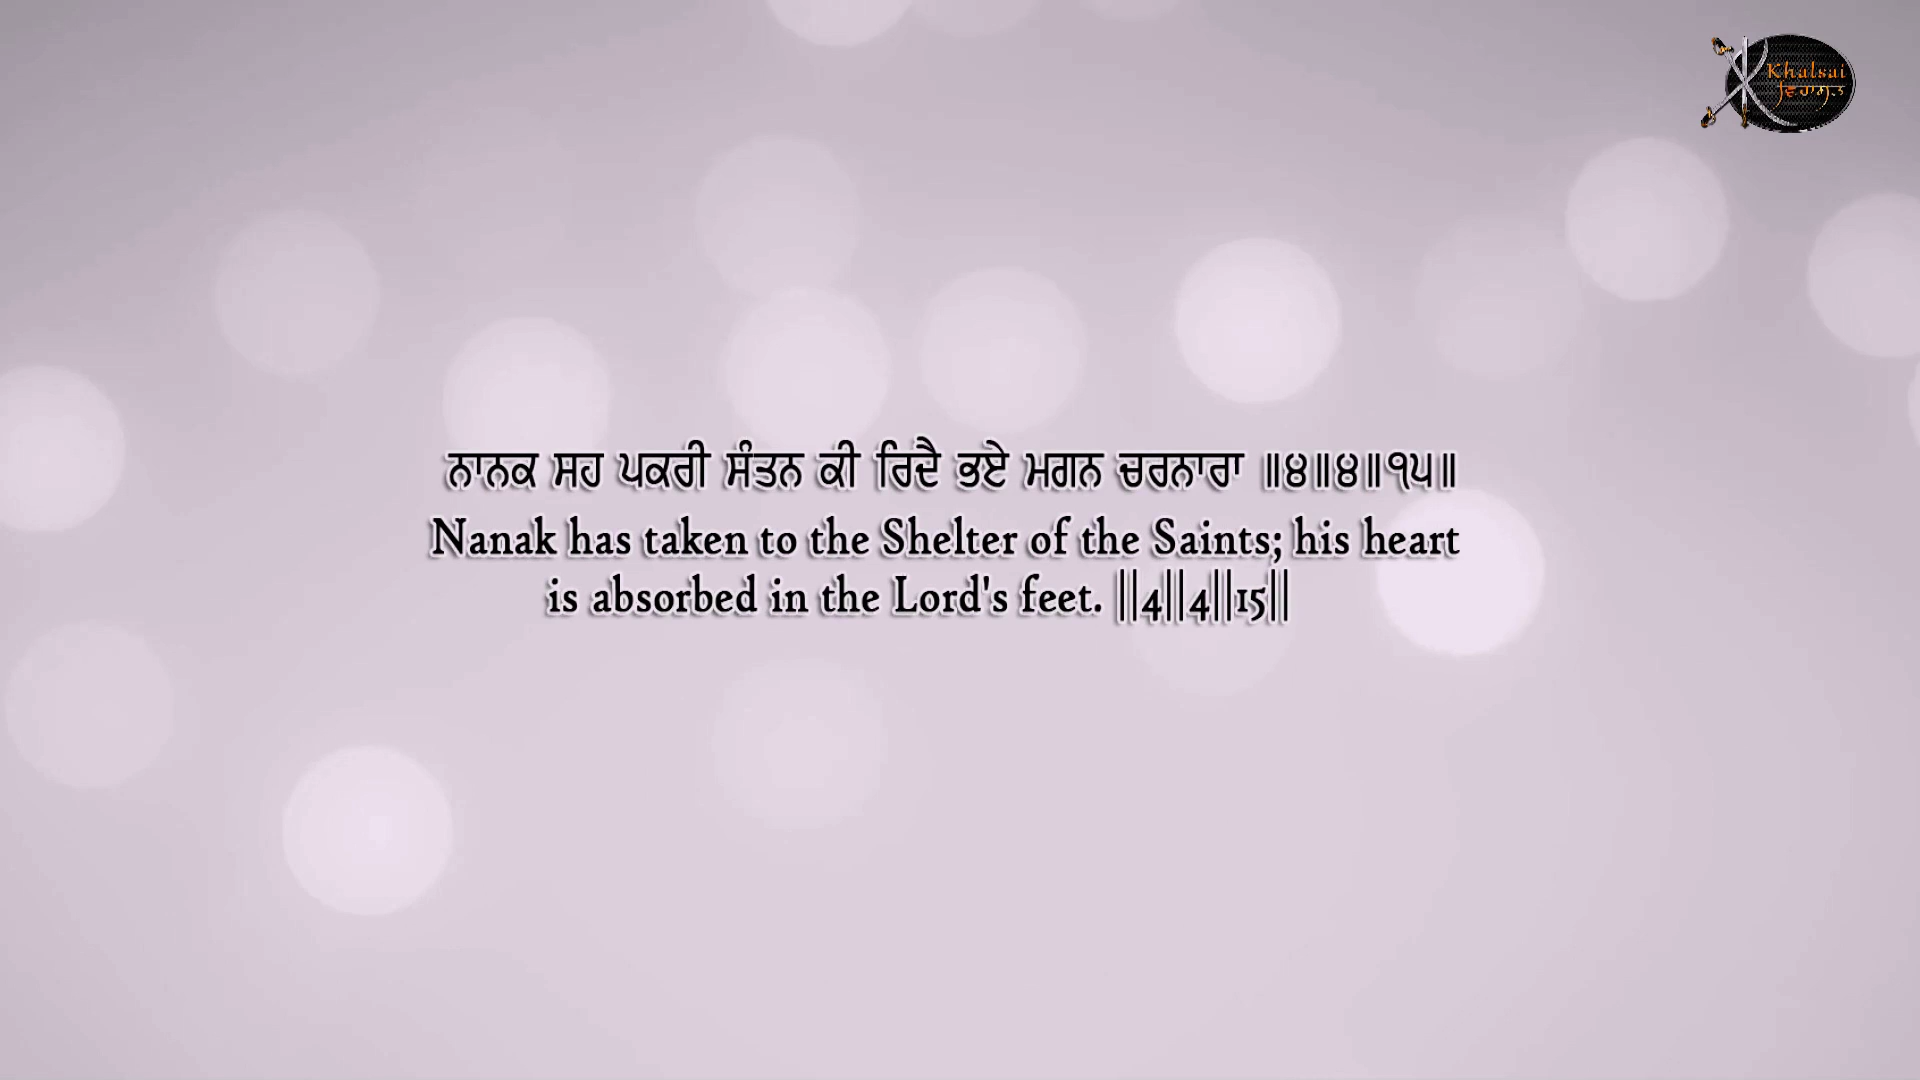 Khalsai
ਵਿਰਾਸਤ
ਨਾਨਕ ਸਹ ਪਕਰੀ ਸੰਤਨ ਕੀ ਰਿਦੈ ਭਏ ਮਗਨ ਚਰਨਾਰਾ ॥੪॥੪॥੧੫॥
Nanak has taken to the Shelter of the Saints; his heart
is absorbed in the Lord's feet. ||4||4||15||